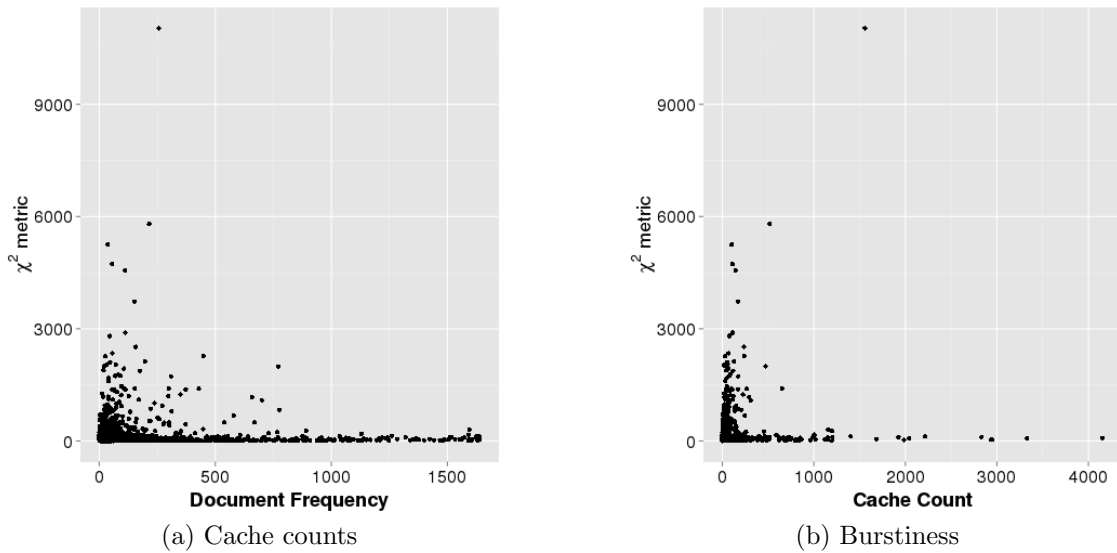 9000
6000
3000
0
χ² metric
0 500 1000 1500
Document Frequency
(a) Cache counts
9000
6000
3000
0
χ² metric
0 1000 2000 3000 4000
Cache Count
(b) Burstiness